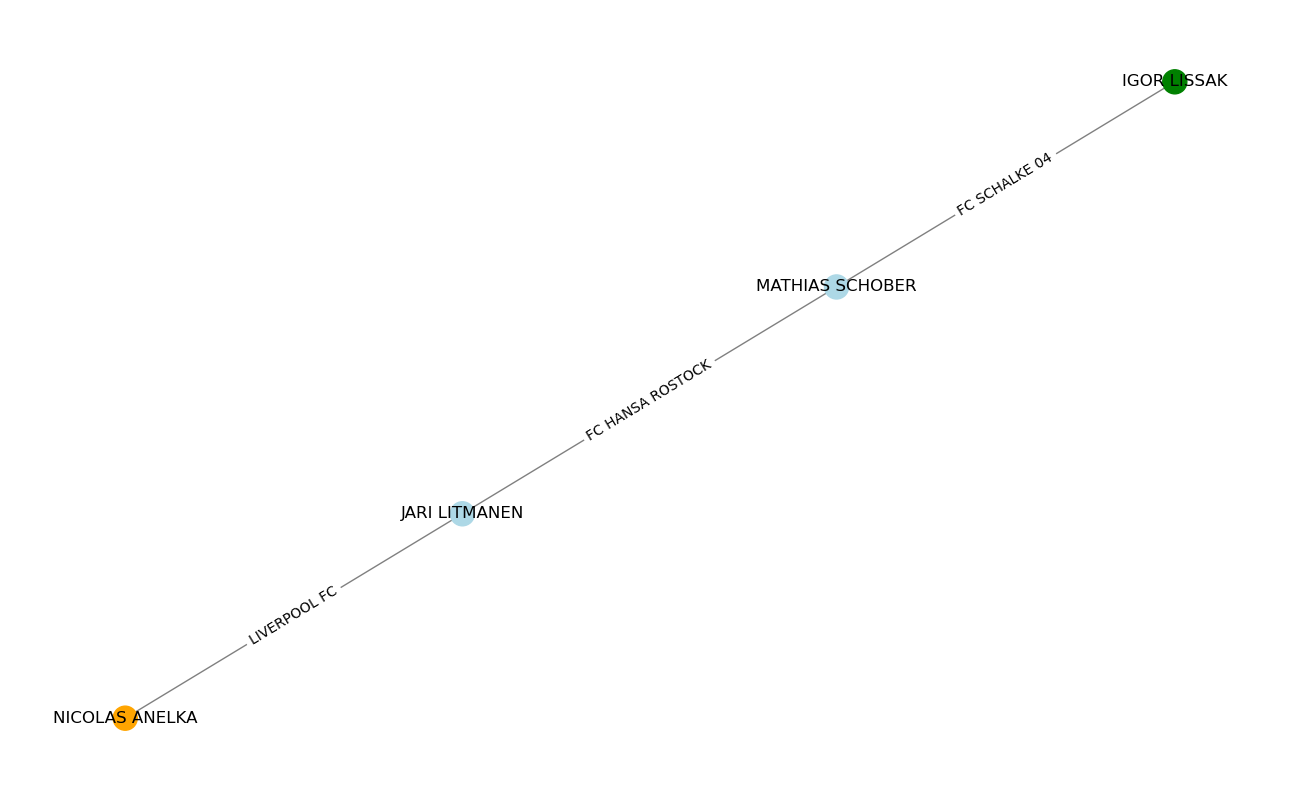 IGOR LISSAK
FC SCHALKE 04
MATHIAS SCHOBER
FC HANSA ROSTOCK
JARI LITMANEN
LIVERPOOL FC
NICOLAS ANELKA